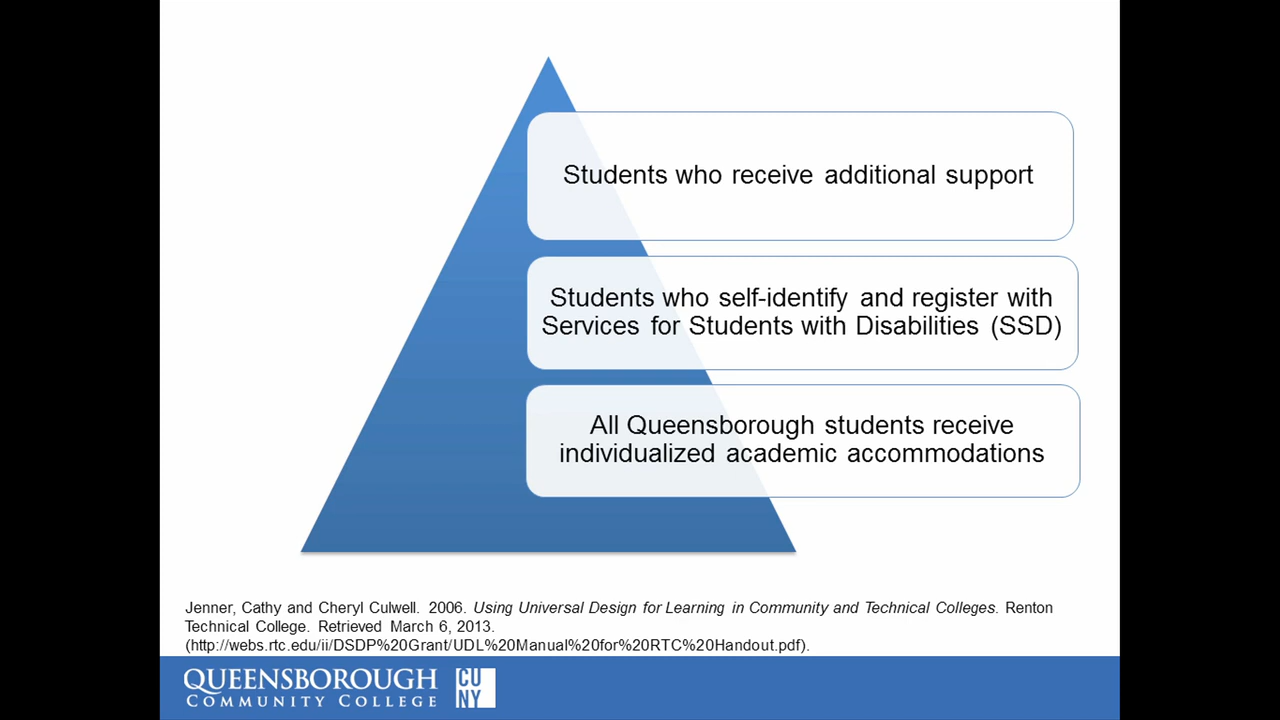 Students who receive additional support
Students who self-identify and register with
Services for Students with Disabilities (SSD)
All Queensborough students receive
individualized academic accommodations
Jenner, Cathy and Cheryl Culwell. 2006. Using Universal Design for Learning in Community and Technical Colleges. Renton
Technical College. Retrieved March 6, 2013.
(http://webs.rtc.edu/ii/DSDP%20Grant/UDL%20Manual%20for%20RTC%20Handout.pdf).
QUEENSBOROUGH
COMMUNITY COLLEGE
CU
NY